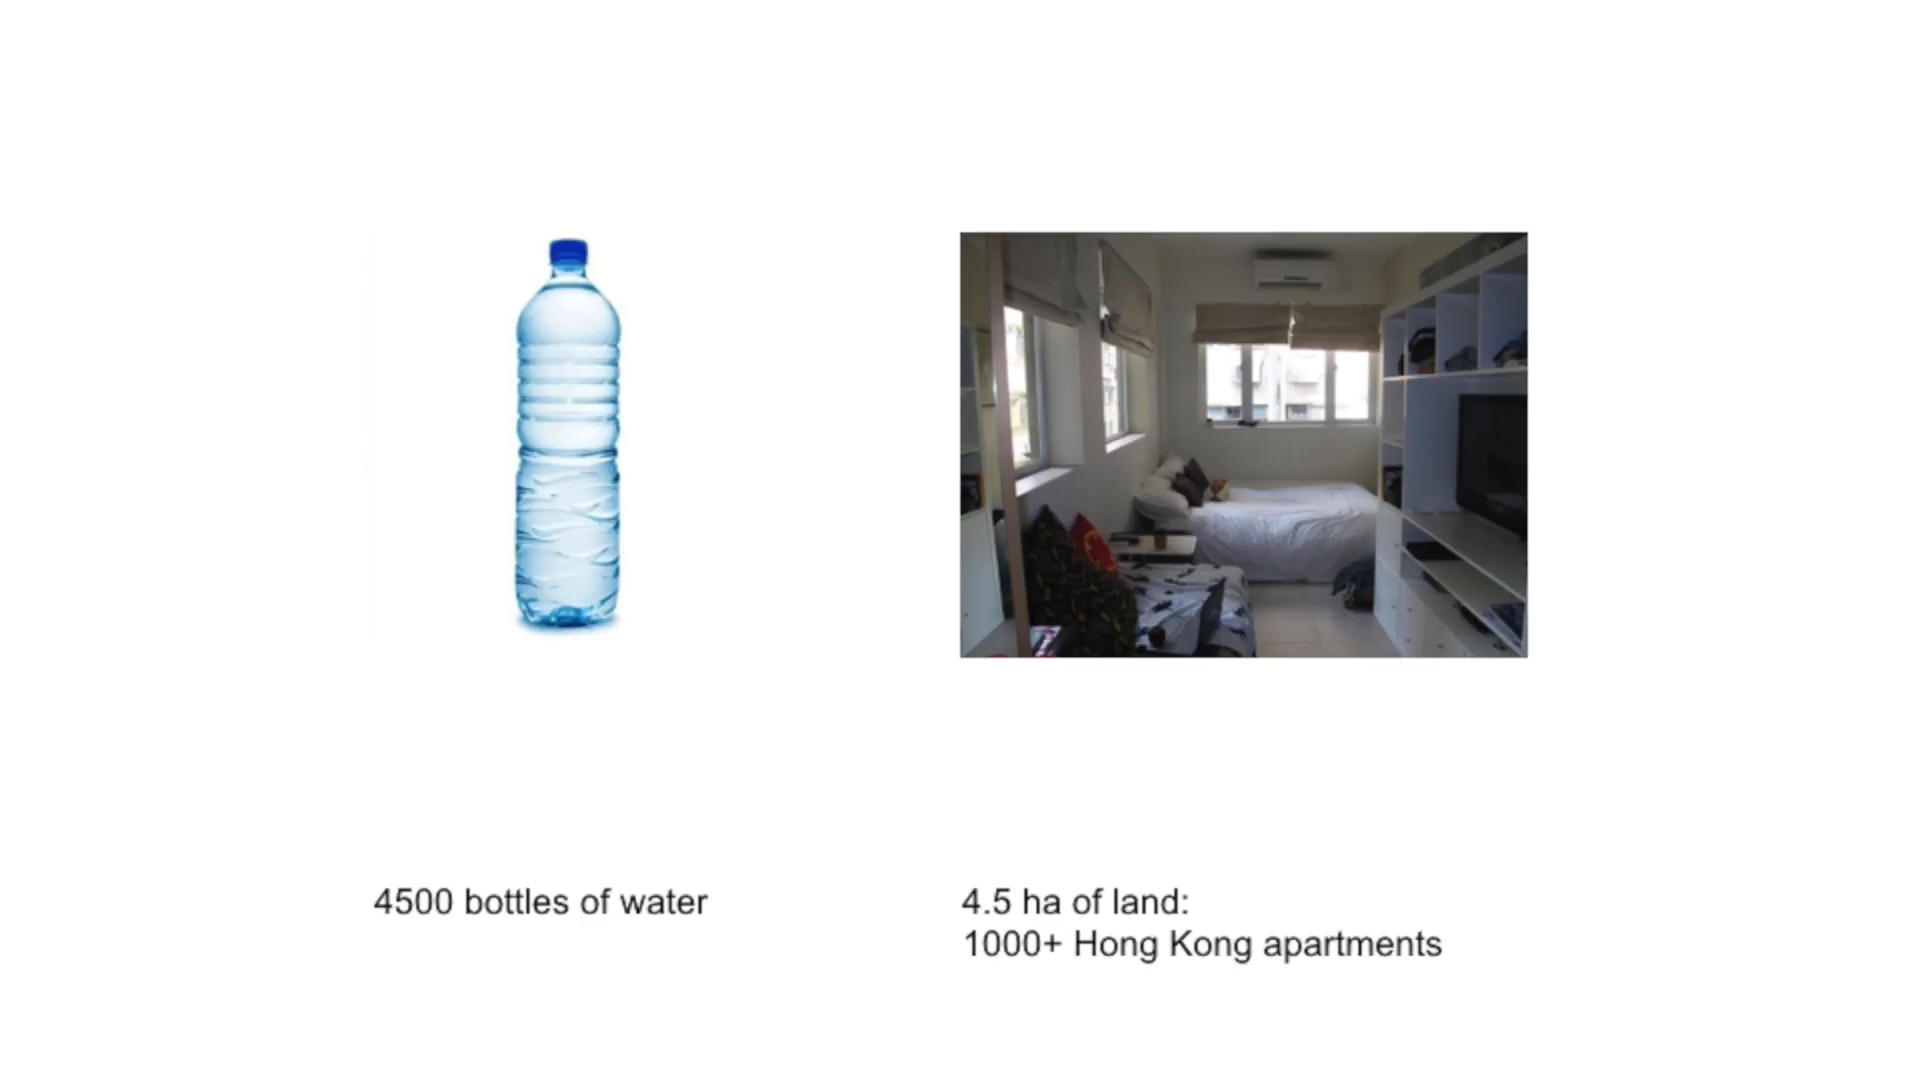 4500 bottles of water
4.5 ha of land:
1000+ Hong Kong apartments